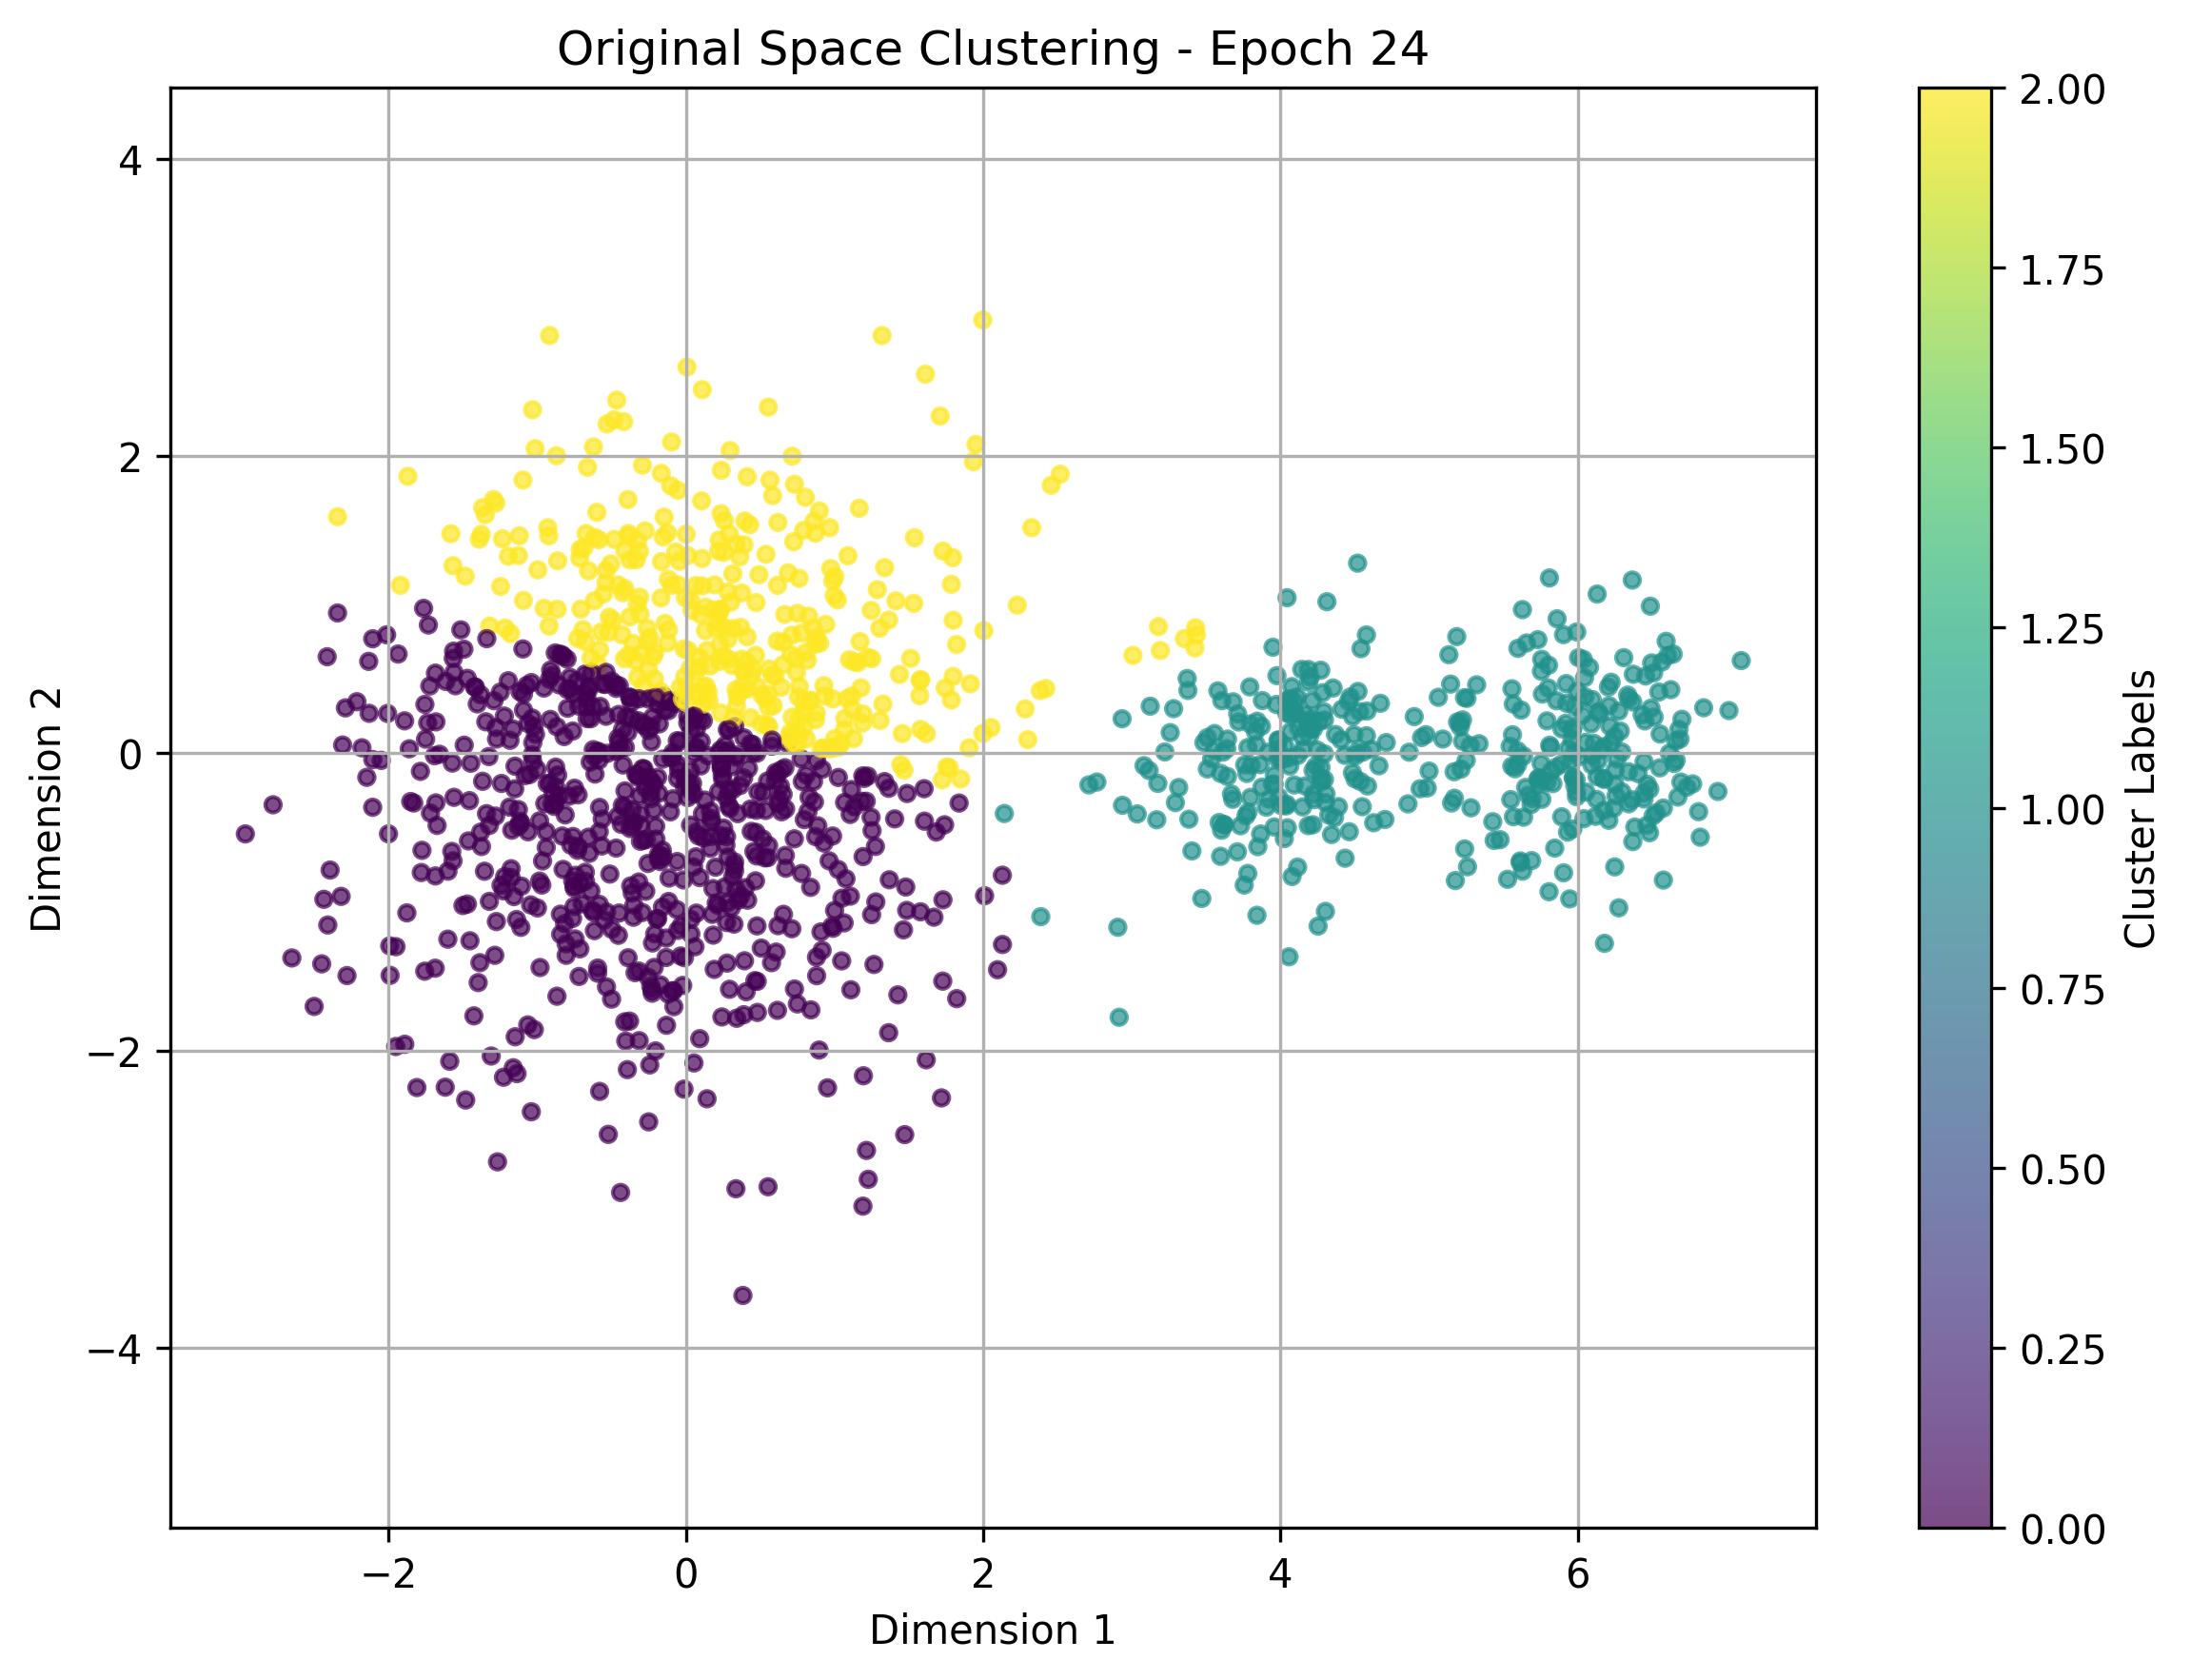 Original Space Clustering - Epoch 24
4
2
0
−2
−4
Dimension 2
−2 0 2 4 6
Dimension 1
2.00
1.75
1.50
1.25
1.00
0.75
0.50
0.25
0.00
Cluster Labels